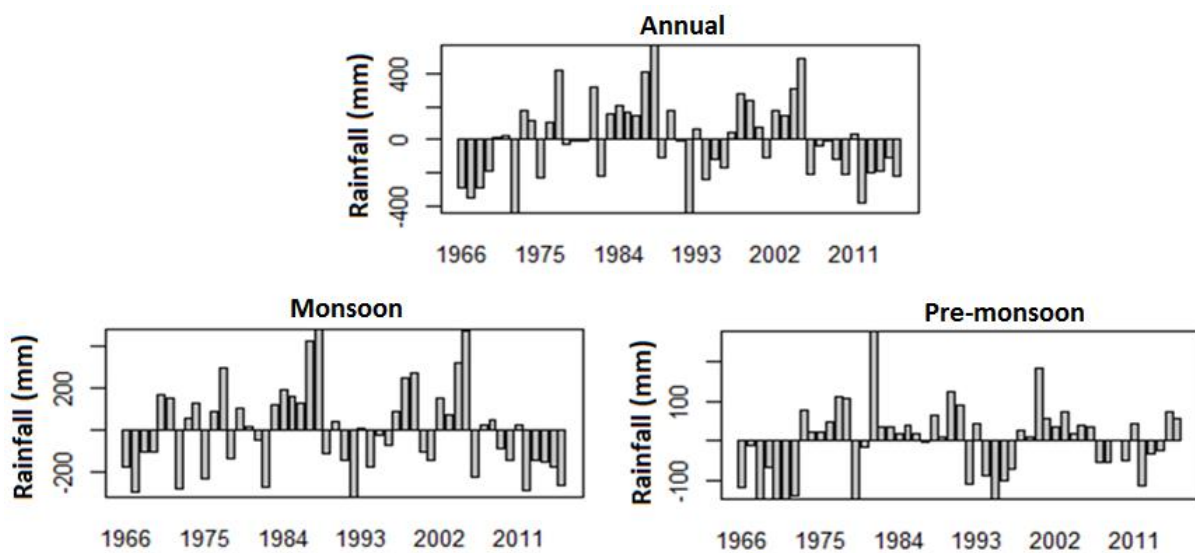 Annual
Rainfall (mm)
400
0
-400
1966 1975 1984 1993 2002 2011
Monsoon
Rainfall (mm)
200
-200
1966 1975 1984 1993 2002 2011
Pre-monsoon
Rainfall (mm)
100
-100
1966 1975 1984 1993 2002 2011